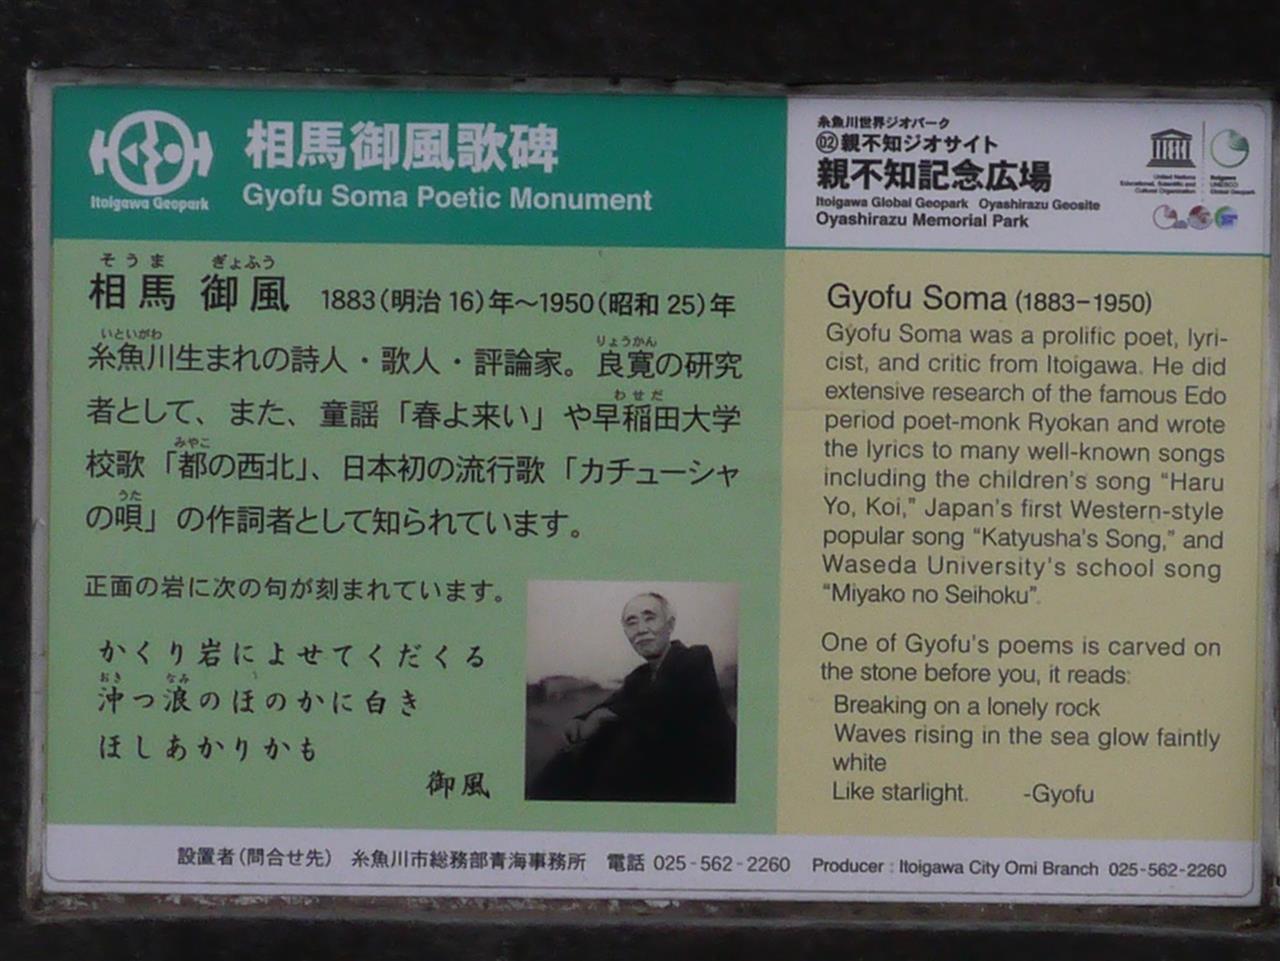 Itoigawa Geopark
相馬御風歌碑
Gyofu Soma Poetic Monument
糸魚川世界ジオパーク
02 親不知ジオサイト
親不知記念広場
Itoigawa Global Geopark Oyashirazu Geosite
Oyashirazu Memorial Park
United Nations
Educational, Scientific and
Cultural Organization
Itoigawa
UNESCO
Global Geopark
そうま ぎょふう
相馬 御風 1883(明治16)年～1950(昭和25)年
いといがわ りょうかん
糸魚川生まれの詩人・歌人・評論家。良寛の研究
わせだ
者として、また、童謡「春よ来い」や早稲田大学
みやこ
校歌「都の西北」、日本初の流行歌「カチューシャ
うた
の唄」の作詞者として知られています。
正面の岩に次の句が刻まれています。
かくり岩によせてくだくる
おき なみ
沖つ浪のほのかに白き
ほしあかりかも
御風
Gyofu Soma (1883-1950)
Gyofu Soma was a prolific poet, lyri-
cist, and critic from Itoigawa. He did
extensive research of the famous Edo
period poet-monk Ryokan and wrote
the lyrics to many well-known songs
including the children's song "Haru
Yo, Koi," Japan's first Western-style
popular song "Katyusha's Song," and
Waseda University's school song
"Miyako no Seihoku".
One of Gyofu's poems is carved on
the stone before you, it reads:
Breaking on a lonely rock
Waves rising in the sea glow faintly
white
Like starlight. -Gyofu
設置者(問合せ先) 糸魚川市総務部青海事務所 電話 025-562-2260 Producer : Itoigawa City Omi Branch 025-562-2260